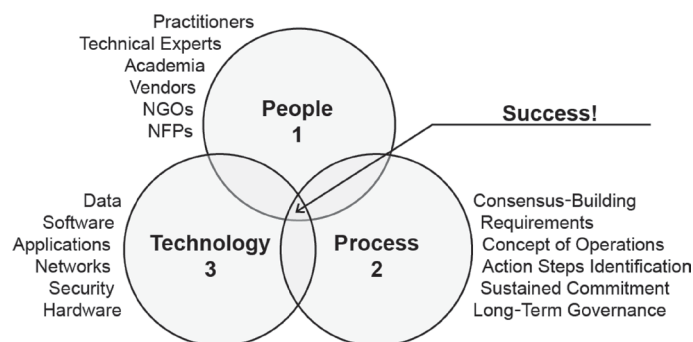 Practitioners
Technical Experts
Academia
Vendors
NGOs
NFPs
People
1
Success!
Data
Software
Applications
Networks
Security
Hardware
Technology
3
Process
2
Consensus-Building
Requirements
Concept of Operations
Action Steps Identification
Sustained Commitment
Long-Term Governance